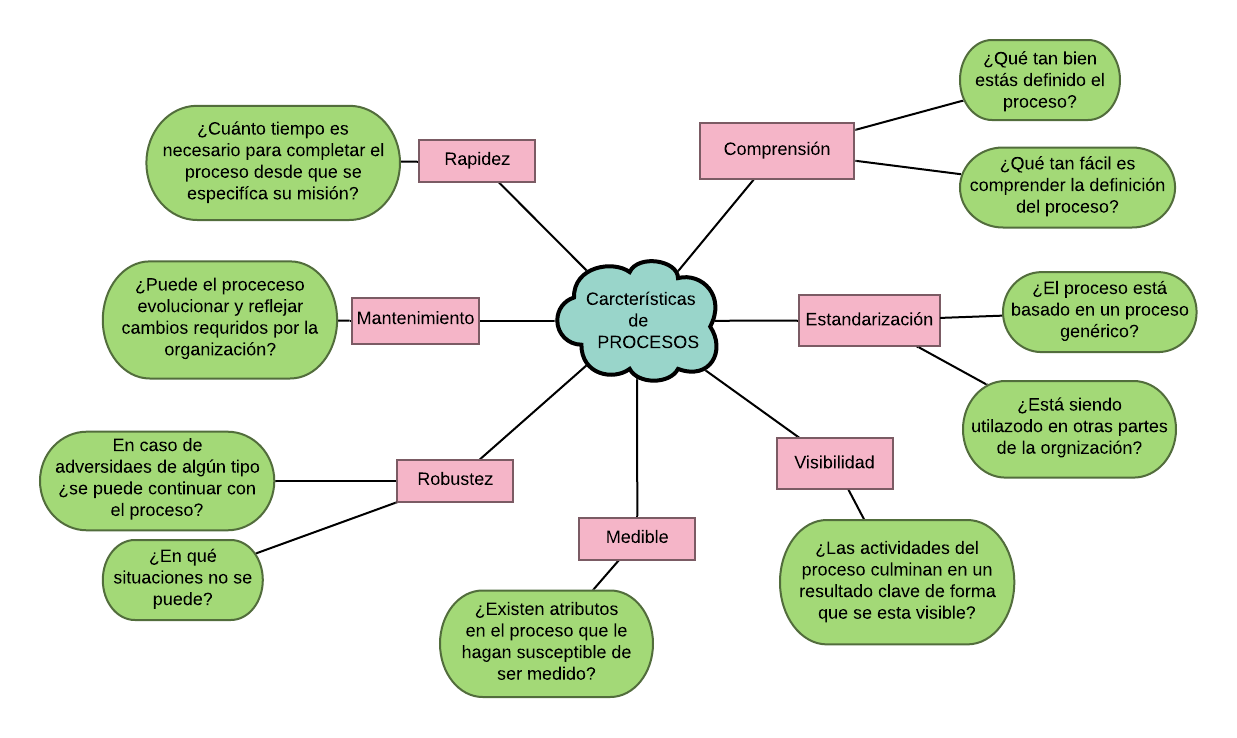 Carcterísticas
de
PROCESOS
Comprensión
¿Qué tan bien
estás definido el
proceso?
¿Qué tan fácil es
comprender la definición
del proceso?
Estandarización
¿El proceso está
basado en un proceso
genérico?
¿Está siendo
utilazodo en otras partes
de la orgnización?
Visibilidad
¿Las actividades del
proceso culminan en un
resultado clave de forma
que se esta visible?
Medible
¿Existen atributos
en el proceso que le
hagan susceptible de
ser medido?
Robustez
En caso de
adversidaes de algún tipo
¿se puede continuar con
el proceso?
¿En qué
situaciones no se
puede?
Mantenimiento
¿Puede el proceceso
evolucionar y reflejar
cambios requridos por la
organización?
Rapidez
¿Cuánto tiempo es
necesario para completar el
proceso desde que se
especifíca su misión?